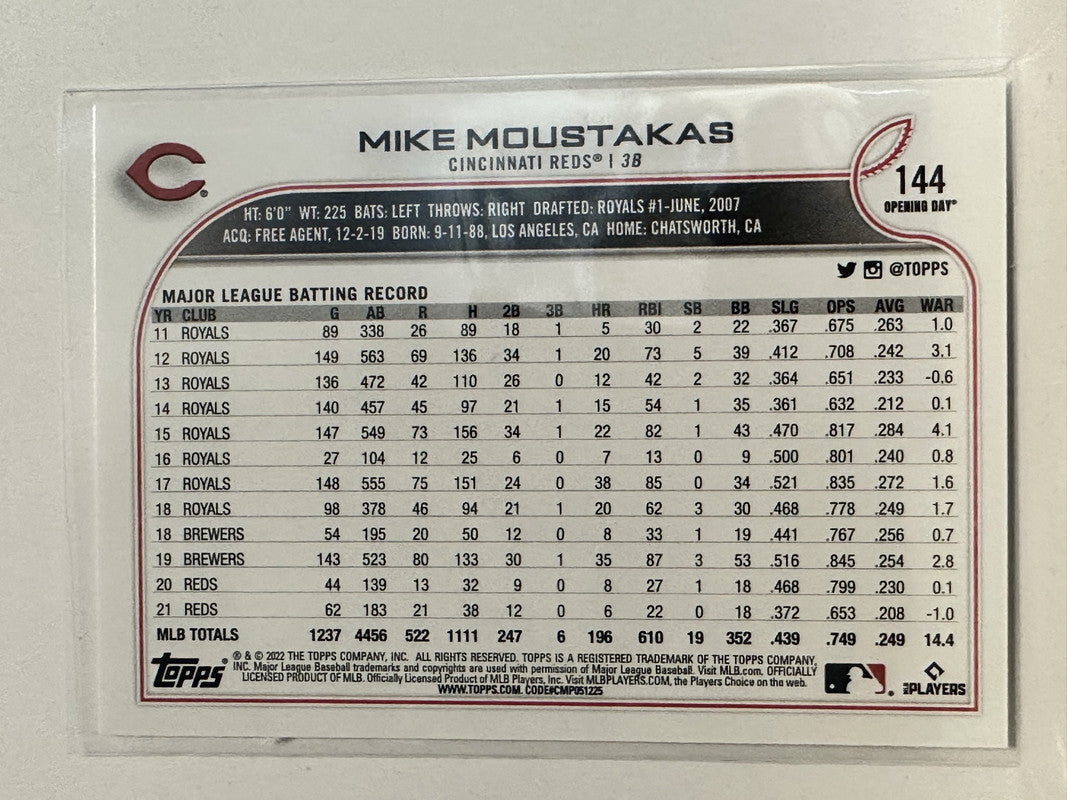 MIKE MOUSTAKAS
CINCINNATI REDS® | 3B
144
OPENING DAY®
HT: 6'0" WT: 225 BATS: LEFT THROWS: RIGHT DRAFTED: ROYALS #1-JUNE, 2007
ACQ: FREE AGENT, 12-2-19 BORN: 9-11-88, LOS ANGELES, CA HOME: CHATSWORTH, CA
@TOPPS
MAJOR LEAGUE BATTING RECORD
YR CLUB G AB R H 2B 3B HR RBI SB BB SLG OPS AVG WAR
11 ROYALS 89 338 26 89 18 1 5 30 2 22 .367 .675 .263 1.0
12 ROYALS 149 563 69 136 34 1 20 73 5 39 .412 .708 .242 3.1
13 ROYALS 136 472 42 110 26 0 12 42 2 32 .364 .651 .233 -0.6
14 ROYALS 140 457 45 97 21 1 15 54 1 35 .361 .632 .212 0.1
15 ROYALS 147 549 73 156 34 1 22 82 1 43 .470 .817 .284 4.1
16 ROYALS 27 104 12 25 6 0 7 13 0 9 .500 .801 .240 0.8
17 ROYALS 148 555 75 151 24 0 38 85 0 34 .521 .835 .272 1.6
18 ROYALS 98 378 46 94 21 1 20 62 3 30 .468 .778 .249 1.7
18 BREWERS 54 195 20 50 12 0 8 33 1 19 .441 .767 .256 0.7
19 BREWERS 143 523 80 133 30 1 35 87 3 53 .516 .845 .254 2.8
20 REDS 44 139 13 32 9 0 8 27 1 18 .468 .799 .230 0.1
21 REDS 62 183 21 38 12 0 6 22 0 18 .372 .653 .208 -1.0
MLB TOTALS 1237 4456 522 1111 247 6 196 610 19 352 .439 .749 .249 14.4
topps®
® & © 2022 THE TOPPS COMPANY, INC. ALL RIGHTS RESERVED. TOPPS IS A REGISTERED TRADEMARK OF THE TOPPS COMPANY,
INC. Major League Baseball trademarks and copyrights are used with permission of Major League Baseball. Visit MLB.com. OFFICIALLY
LICENSED PRODUCT OF MLB. Officially Licensed Product of MLB Players, Inc. Visit MLBPLAYERS.COM, the Players Choice on the web.
WWW.TOPPS.COM. CODE#CMP051225
MLB PLAYERS